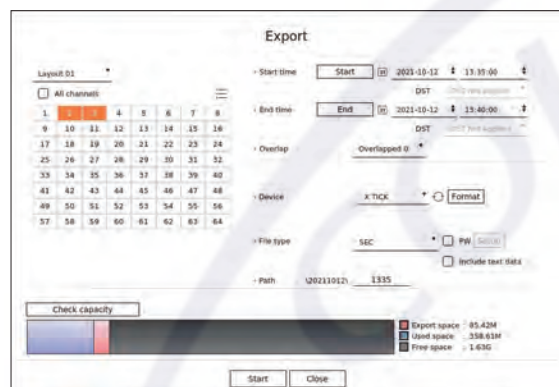 Export
Layout 01
All channels
1 2 3 4 5 6 7 8
9 10 11 12 13 14 15 16
17 18 19 20 21 22 23 24
25 26 27 28 29 30 31 32
33 34 35 36 37 38 39 40
41 42 43 44 45 46 47 48
49 50 51 52 53 54 55 56
57 58 59 60 61 62 63 64
Start time Start 2021-10-12 13:35:00
DST
End time End 2021-10-12 13:40:00
DST
Overlap Overlapped 0
Device X TICK Format
File type SEC PW Setup
Include text data
Path \20211012\ 1335
Check capacity
Export space : 85.42M
Used space : 358.61M
Free space : 1.63G
Start Close